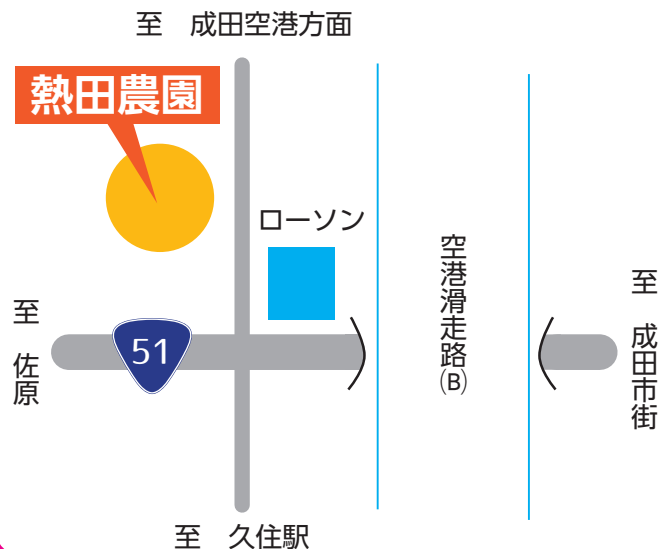 至　成田空港方面
熱田農園
ローソン
空港滑走路(B)
至　成田市街
至　佐原
51
至　久住駅